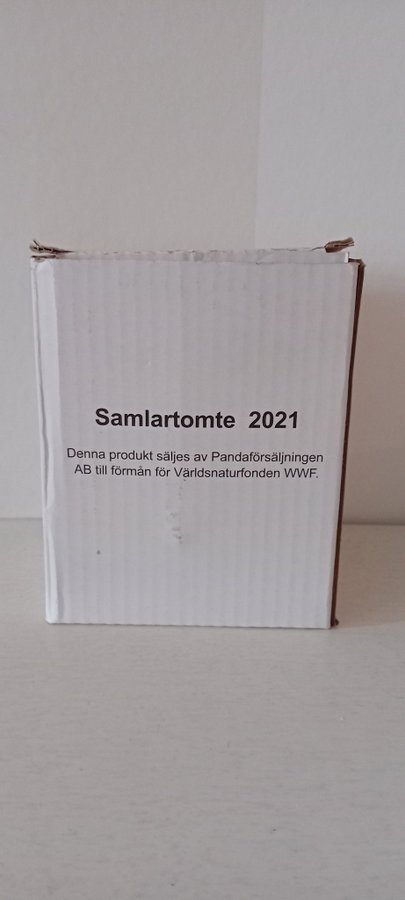 Samlartomte 2021
Denna produkt säljes av Pandaförsäljningen
AB till förmån för Världsnaturfonden WWF.